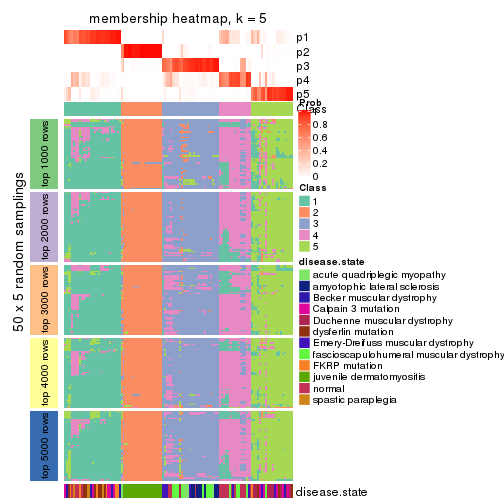 membership heatmap, k = 5
p1
p2
p3
p4
p5
Prob
Class
1
0.8
0.6
0.4
0.2
0
Class
1
2
3
4
5
disease.state
acute quadriplegic myopathy
amyotophic lateral sclerosis
Becker muscular dystrophy
Calpain 3 mutation
Duchenne muscular dystrophy
dysferlin mutation
Emery-Dreifuss muscular dystrophy
fascioscapulohumeral muscular dystrophy
FKRP mutation
juvenile dermatomyositis
normal
spastic paraplegia
50 x 5 random samplings
top 1000 rows
top 2000 rows
top 3000 rows
top 4000 rows
top 5000 rows
disease.state